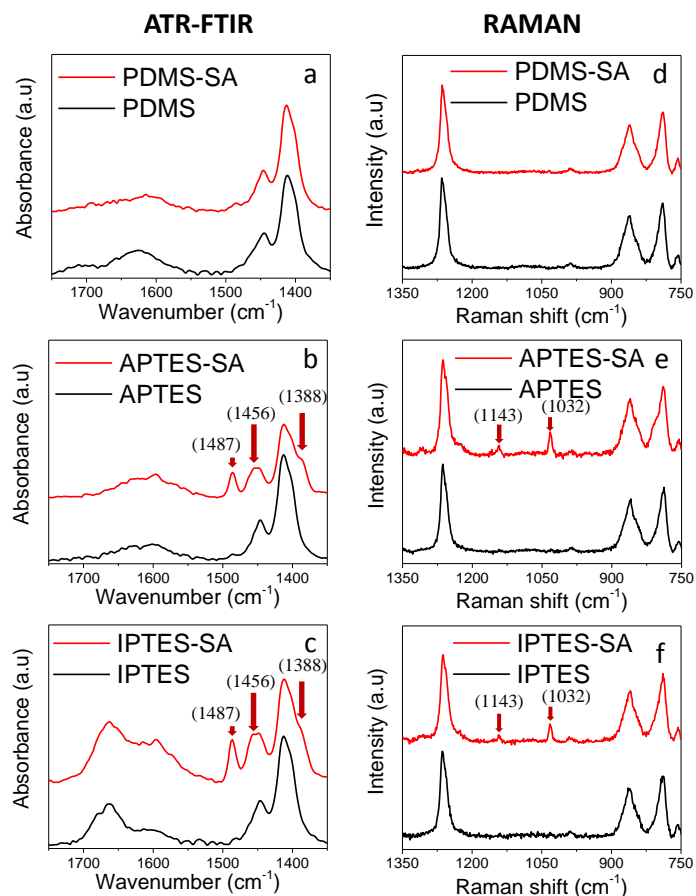 ATR-FTIR
RAMAN
a
PDMS-SA
PDMS
Absorbance (a.u)
1700 1600 1500 1400
Wavenumber (cm-1)
d
PDMS-SA
PDMS
Intensity (a.u)
1350 1200 1050 900 750
Raman shift (cm-1)
b
APTES-SA
APTES
(1388)
(1456)
(1487)
Absorbance (a.u)
1700 1600 1500 1400
Wavenumber (cm-1)
e
APTES-SA
APTES
(1143) (1032)
Intensity (a.u)
1350 1200 1050 900 750
Raman shift (cm-1)
c
IPTES-SA
IPTES
(1388)
(1456)
(1487)
Absorbance (a.u)
1700 1600 1500 1400
Wavenumber (cm-1)
f
IPTES-SA
IPTES
(1143) (1032)
Intensity (a.u)
1350 1200 1050 900 750
Raman shift (cm-1)